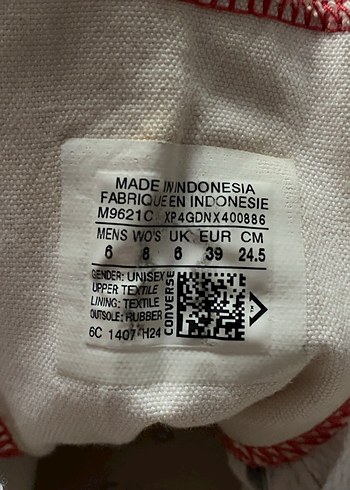 MADE IN INDONESIA
FABRIQUE EN INDONESIE
M9621C XP4GDNX400886
MENS WO'S UK EUR CM
6 8 6 39 24.5
GENDER: UNISEX
UPPER TEXTILE
LINING: TEXTILE
OUTSOLE: RUBBER
6C 1407 H24
CONVERSE